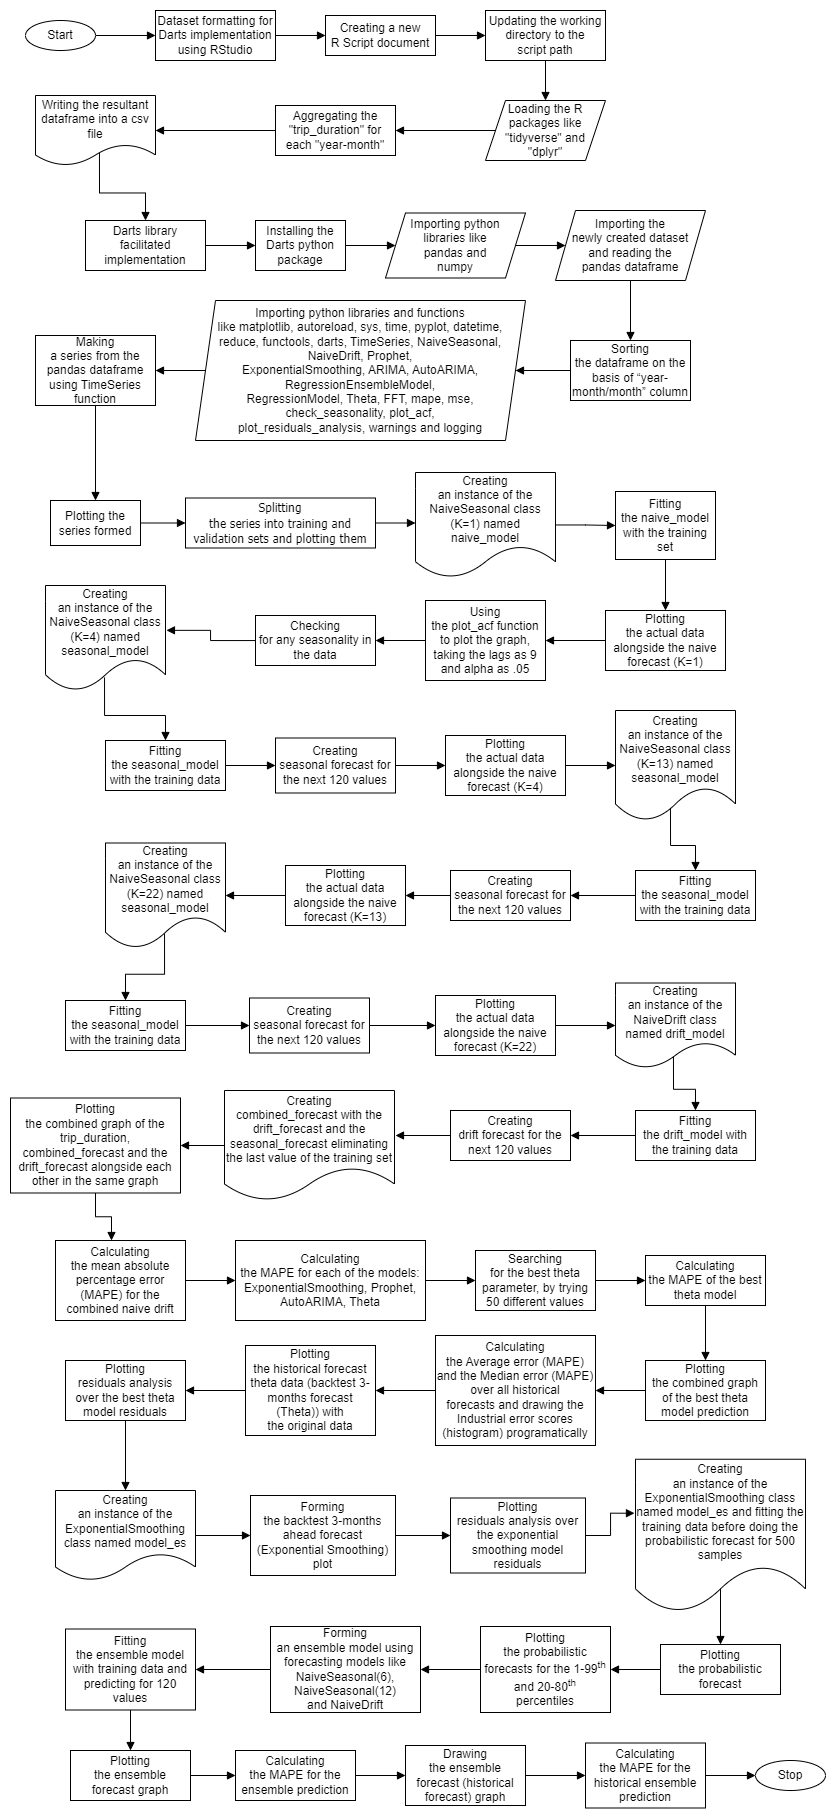 Start
Dataset formatting for
Darts implementation
using RStudio
Creating a new
R Script document
Updating the working
directory to the
script path
Loading the R
packages like
"tidyverse" and
"dplyr"
Aggregating the
"trip_duration" for
each "year-month"
Writing the resultant
dataframe into a csv
file
Darts library
facilitated
implementation
Installing the
Darts python
package
Importing python
libraries like
pandas and
numpy
Importing the
newly created dataset
and reading the
pandas dataframe
Sorting
the dataframe on the
basis of “year-
month/month” column
Importing python libraries and functions
like matplotlib, autoreload, sys, time, pyplot, datetime,
reduce, functools, darts, TimeSeries, NaiveSeasonal,
NaiveDrift, Prophet,
ExponentialSmoothing, ARIMA, AutoARIMA,
RegressionEnsembleModel,
RegressionModel, Theta, FFT, mape, mse,
check_seasonality, plot_acf,
plot_residuals_analysis, warnings and logging
Making
a series from the
pandas dataframe
using TimeSeries
function
Plotting the
series formed
Splitting
the series into training and
validation sets and plotting them
Creating
an instance of the
NaiveSeasonal class
(K=1) named
naive_model
Fitting
the naive_model
with the training
set
Plotting
the actual data
alongside the naive
forecast (K=1)
Using
the plot_acf function
to plot the graph,
taking the lags as 9
and alpha as .05
Checking
for any seasonality in
the data
Creating
an instance of the
NaiveSeasonal class
(K=4) named
seasonal_model
Fitting
the seasonal_model
with the training data
Creating
seasonal forecast for
the next 120 values
Plotting
the actual data
alongside the naive
forecast (K=4)
Creating
an instance of the
NaiveSeasonal class
(K=13) named
seasonal_model
Fitting
the seasonal_model
with the training data
Creating
seasonal forecast for
the next 120 values
Plotting
the actual data
alongside the naive
forecast (K=13)
Creating
an instance of the
NaiveSeasonal class
(K=22) named
seasonal_model
Fitting
the seasonal_model
with the training data
Creating
seasonal forecast for
the next 120 values
Plotting
the actual data
alongside the naive
forecast (K=22)
Creating
an instance of the
NaiveDrift class
named drift_model
Fitting
the drift_model with
the training data
Creating
drift forecast for the
next 120 values
Creating
combined_forecast with the
drift_forecast and the
seasonal_forecast eliminating
the last value of the training set
Plotting
the combined graph of the
trip_duration,
combined_forecast and the
drift_forecast alongside each
other in the same graph
Calculating
the mean absolute
percentage error
(MAPE) for the
combined naive drift
Calculating
the MAPE for each of the models:
ExponentialSmoothing, Prophet,
AutoARIMA, Theta
Searching
for the best theta
parameter, by trying
50 different values
Calculating
the MAPE of the best
theta model
Plotting
the combined graph
of the best theta
model prediction
Calculating
the Average error (MAPE)
and the Median error (MAPE)
over all historical
forecasts and drawing the
Industrial error scores
(histogram) programatically
Plotting
the historical forecast
theta data (backtest 3-
months forecast
(Theta)) with
the original data
Plotting
residuals analysis
over the best theta
model residuals
Creating
an instance of the
ExponentialSmoothing
class named model_es
Forming
the backtest 3-months
ahead forecast
(Exponential Smoothing)
plot
Plotting
residuals analysis over
the exponential
smoothing model
residuals
Creating
an instance of the
ExponentialSmoothing class
named model_es and fitting the
training data before doing the
probabilistic forecast for 500
samples
Plotting
the probabilistic
forecast
Plotting
the probabilistic
forecasts for the 1-99th
and 20-80th
percentiles
Forming
an ensemble model using
forecasting models like
NaiveSeasonal(6),
NaiveSeasonal(12)
and NaiveDrift
Fitting
the ensemble model
with training data and
predicting for 120
values
Plotting
the ensemble
forecast graph
Calculating
the MAPE for the
ensemble prediction
Drawing
the ensemble
forecast (historical
forecast) graph
Calculating
the MAPE for the
historical ensemble
prediction
Stop